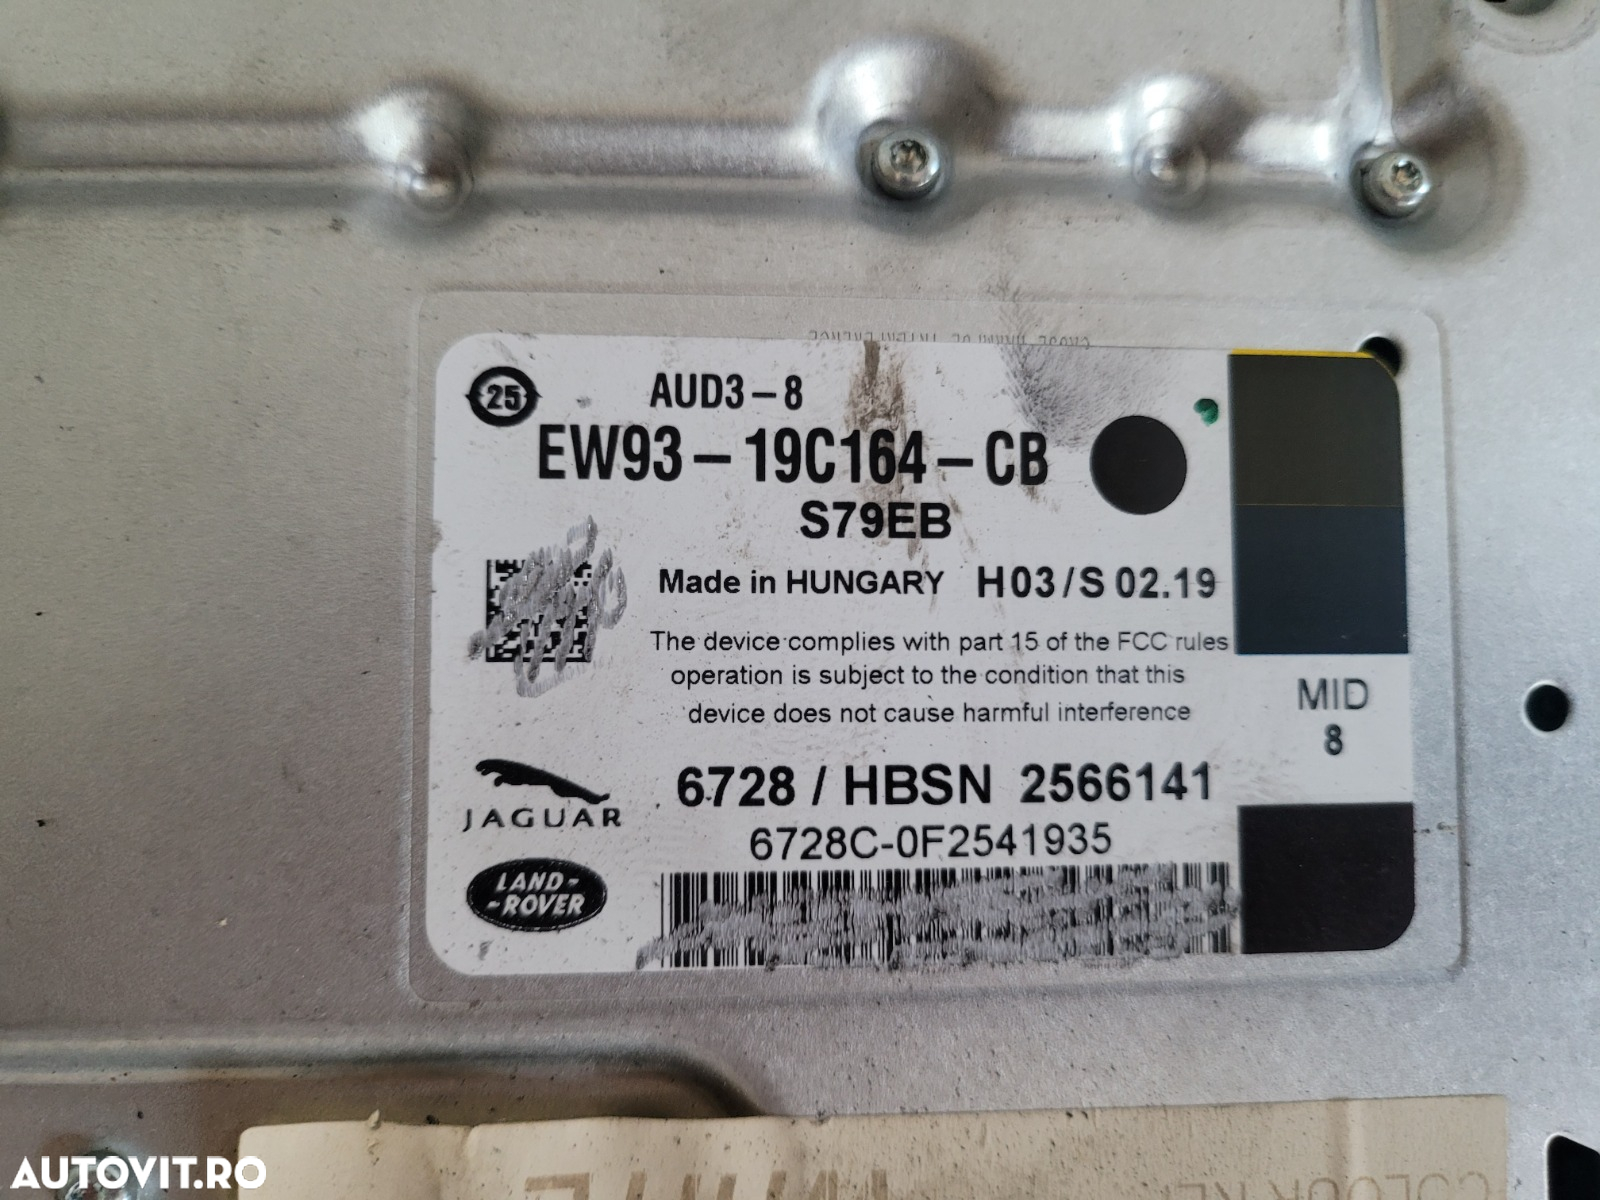 25
AUD3-8
EW93-19C164-CB
S79EB
Made in HUNGARY H03/S 02.19
The device complies with part 15 of the FCC rules
operation is subject to the condition that this
device does not cause harmful interference
MID
8
JAGUAR
6728 / HBSN 2566141
6728C-0F2541935
LAND-
-ROVER
AUTOVIT.RO